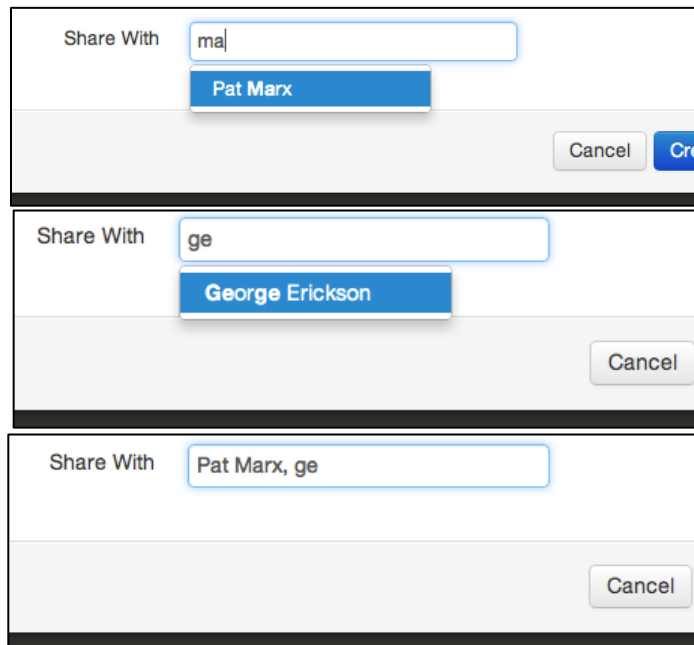 Share With ma
Pat Marx
Cancel Cre
Share With ge
George Erickson
Cancel
Share With Pat Marx, ge
Cancel